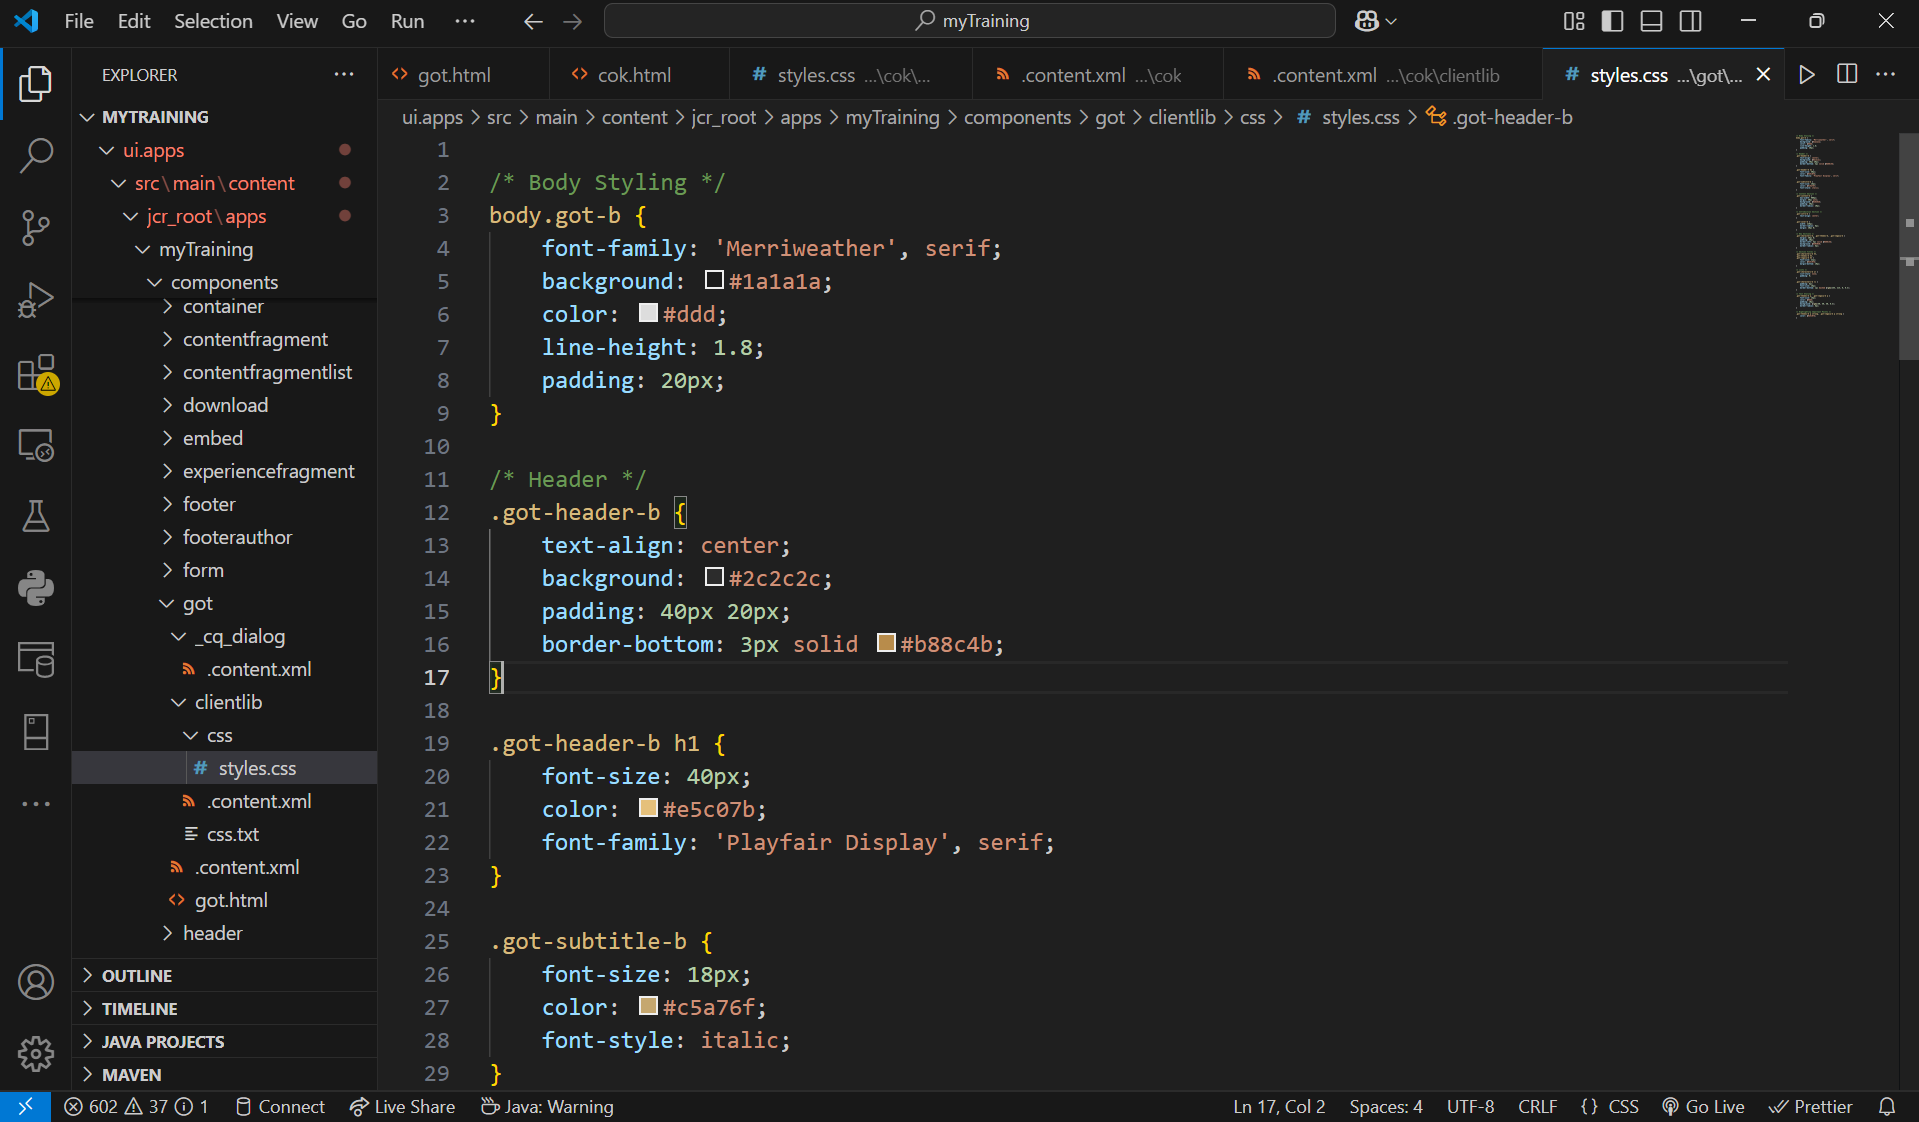 File Edit Selection View Go Run ··· myTraining
EXPLORER ···
got.html
cok.html
styles.css ...\cok\...
.content.xml ...\cok
.content.xml ...\cok\clientlib
styles.css ...\got\...
ui.apps > src > main > content > jcr_root > apps > myTraining > components > got > clientlib > css > # styles.css > .got-header-b
MYTRAINING
ui.apps
src\main\content
jcr_root\apps
myTraining
components
container
contentfragment
contentfragmentlist
download
embed
experiencefragment
footer
footerauthor
form
got
_cq_dialog
.content.xml
clientlib
css
# styles.css
.content.xml
css.txt
.content.xml
got.html
header
OUTLINE
TIMELINE
JAVA PROJECTS
MAVEN
1
2 /* Body Styling */
3 body.got-b {
4 font-family: 'Merriweather', serif;
5 background: #1a1a1a;
6 color: #ddd;
7 line-height: 1.8;
8 padding: 20px;
9 }
10
11 /* Header */
12 .got-header-b {
13 text-align: center;
14 background: #2c2c2c;
15 padding: 40px 20px;
16 border-bottom: 3px solid #b88c4b;
17 }
18
19 .got-header-b h1 {
20 font-size: 40px;
21 color: #e5c07b;
22 font-family: 'Playfair Display', serif;
23 }
24
25 .got-subtitle-b {
26 font-size: 18px;
27 color: #c5a76f;
28 font-style: italic;
29 }
602 37 1 Connect Live Share Java: Warning Ln 17, Col 2 Spaces: 4 UTF-8 CRLF {} CSS Go Live Prettier